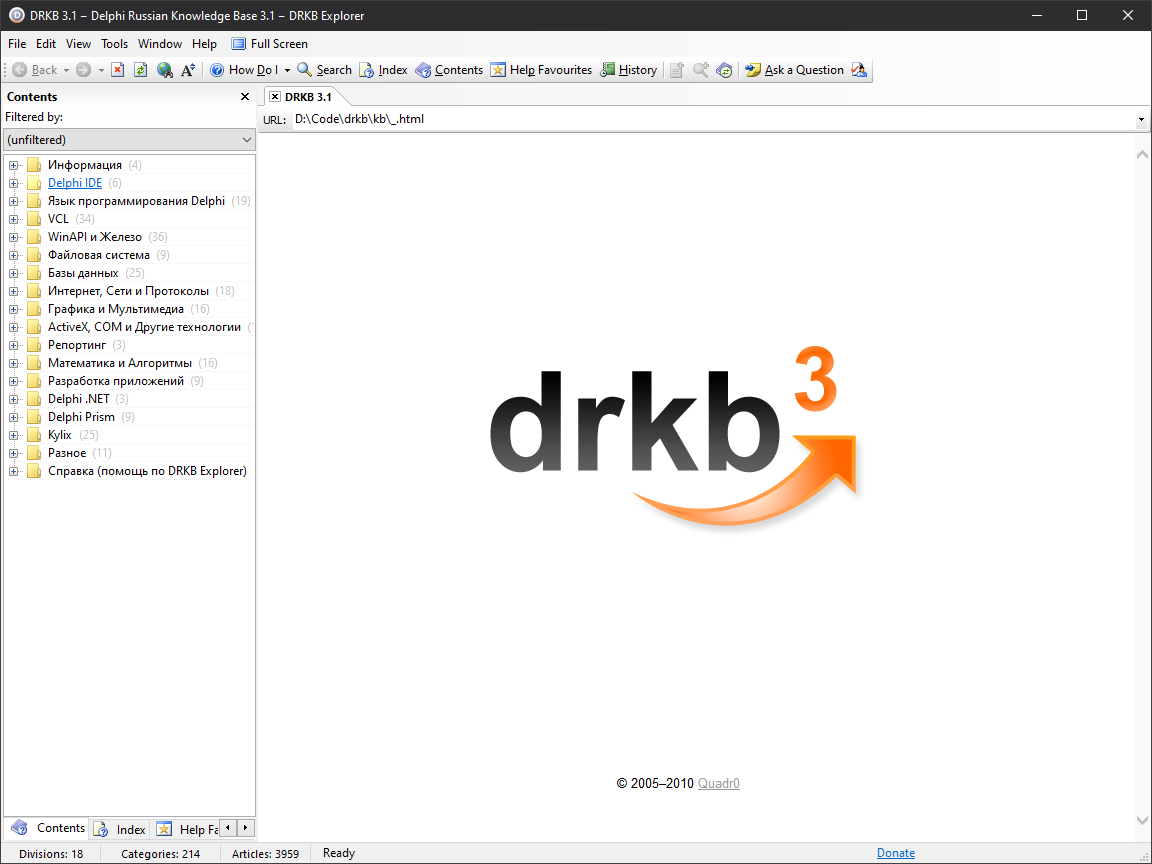 DRKB 3.1 – Delphi Russian Knowledge Base 3.1 – DRKB Explorer
File Edit View Tools Window Help Full Screen
Back How Do I Search Index Contents Help Favourites History Ask a Question
Contents
Filtered by:
(unfiltered)
Информация (4)
Delphi IDE (6)
Язык программирования Delphi (19)
VCL (34)
WinAPI и Железо (36)
Файловая система (9)
Базы данных (25)
Интернет, Сети и Протоколы (18)
Графика и Мультимедиа (16)
ActiveX, COM и Другие технологии
Репортинг (3)
Математика и Алгоритмы (16)
Разработка приложений (9)
Delphi .NET (3)
Delphi Prism (9)
Kylix (25)
Разное (11)
Справка (помощь по DRKB Explorer)
Contents Index Help Fa
DRKB 3.1
URL: D:\Code\drkb\kb\_.html
drkb3
© 2005–2010 Quadr0
Divisions: 18 Categories: 214 Articles: 3959 Ready Donate